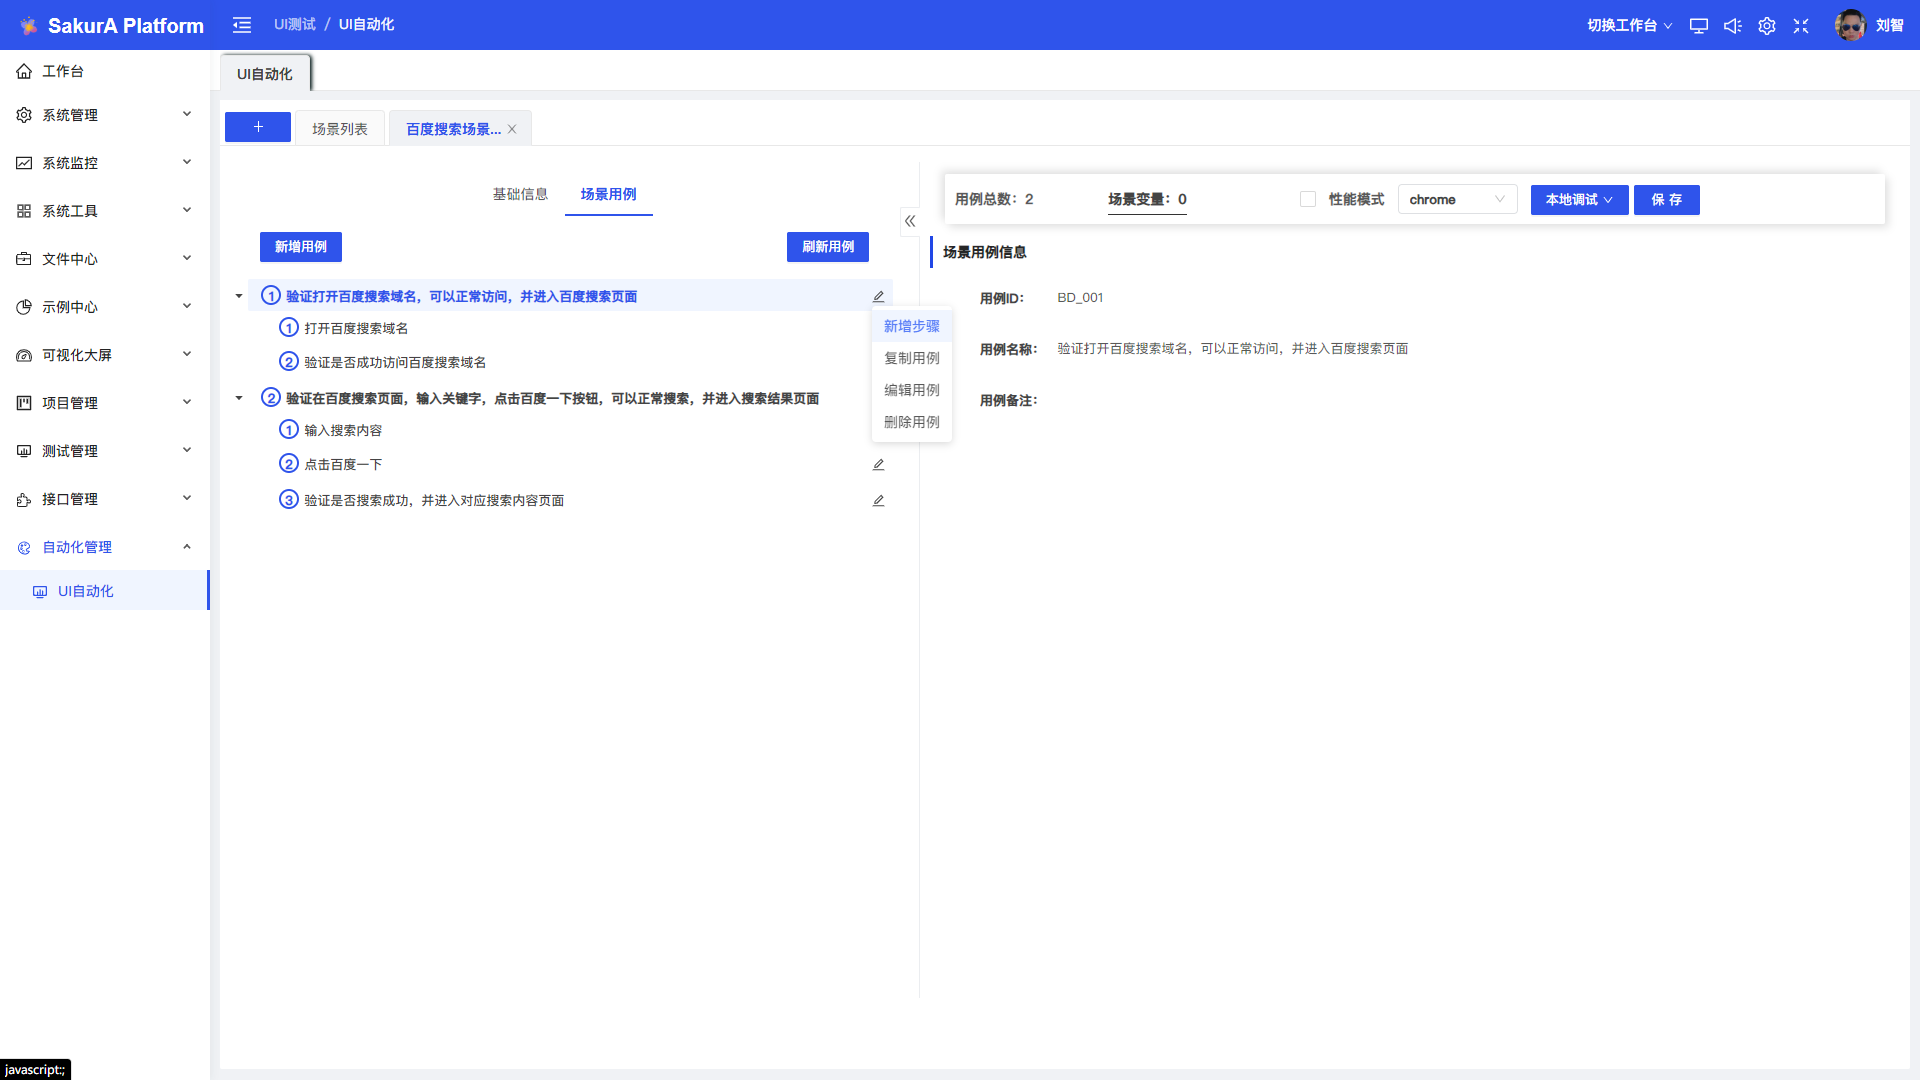 SakurA Platform
UI测试 / UI自动化
切换工作台
刘智
工作台
系统管理
系统监控
系统工具
文件中心
示例中心
可视化大屏
项目管理
测试管理
接口管理
自动化管理
UI自动化
UI自动化
+
场景列表
百度搜索场景...
基础信息
场景用例
新增用例
刷新用例
1 验证打开百度搜索域名，可以正常访问，并进入百度搜索页面
1 打开百度搜索域名
2 验证是否成功访问百度搜索域名
2 验证在百度搜索页面，输入关键字，点击百度一下按钮，可以正常搜索，并进入搜索结果页面
1 输入搜索内容
2 点击百度一下
3 验证是否搜索成功，并进入对应搜索内容页面
新增步骤
复制用例
编辑用例
删除用例
用例总数：2
场景变量：0
性能模式
chrome
本地调试
保 存
场景用例信息
用例ID：
BD_001
用例名称：
验证打开百度搜索域名，可以正常访问，并进入百度搜索页面
用例备注：
javascript:;